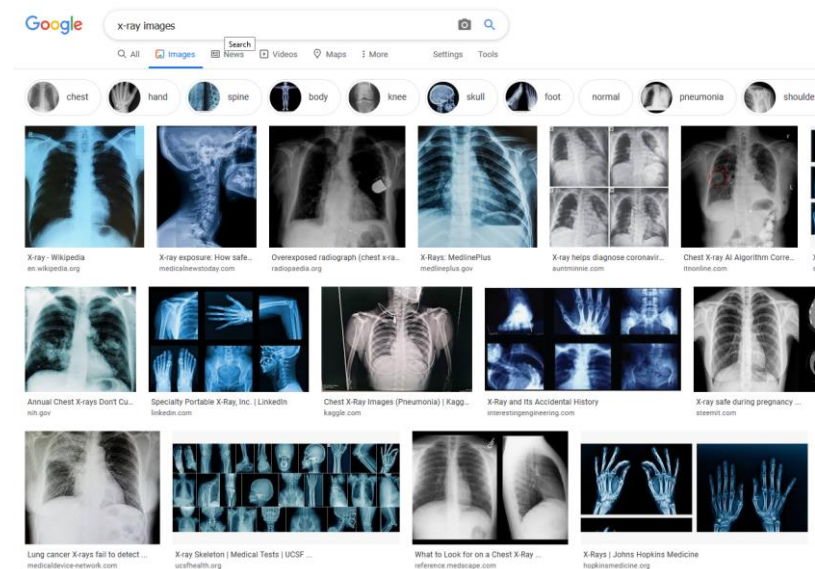 Google
x-ray images
Search
All Images News Videos Maps More Settings Tools
chest hand spine body knee skull foot normal pneumonia shoulde
X-ray - Wikipedia
en.wikipedia.org
X-ray exposure: How safe...
medicalnewstoday.com
Overexposed radiograph (chest x-ra...
radiopaedia.org
X-Rays: MedlinePlus
medlineplus.gov
X-ray helps diagnose coronavir...
auntminnie.com
Chest X-ray AI Algorithm Corre...
itnonline.com
Annual Chest X-rays Don't Cu...
nih.gov
Specialty Portable X-Ray, Inc. | LinkedIn
linkedin.com
Chest X-Ray Images (Pneumonia) | Kagg...
kaggle.com
X-Ray and Its Accidental History
interestingengineering.com
X-ray safe during pregnancy ...
steemit.com
Lung cancer X-rays fail to detect ...
medicaldevice-network.com
X-ray Skeleton | Medical Tests | UCSF ...
ucsfhealth.org
What to Look for on a Chest X-Ray ...
reference.medscape.com
X-Rays | Johns Hopkins Medicine
hopkinsmedicine.org